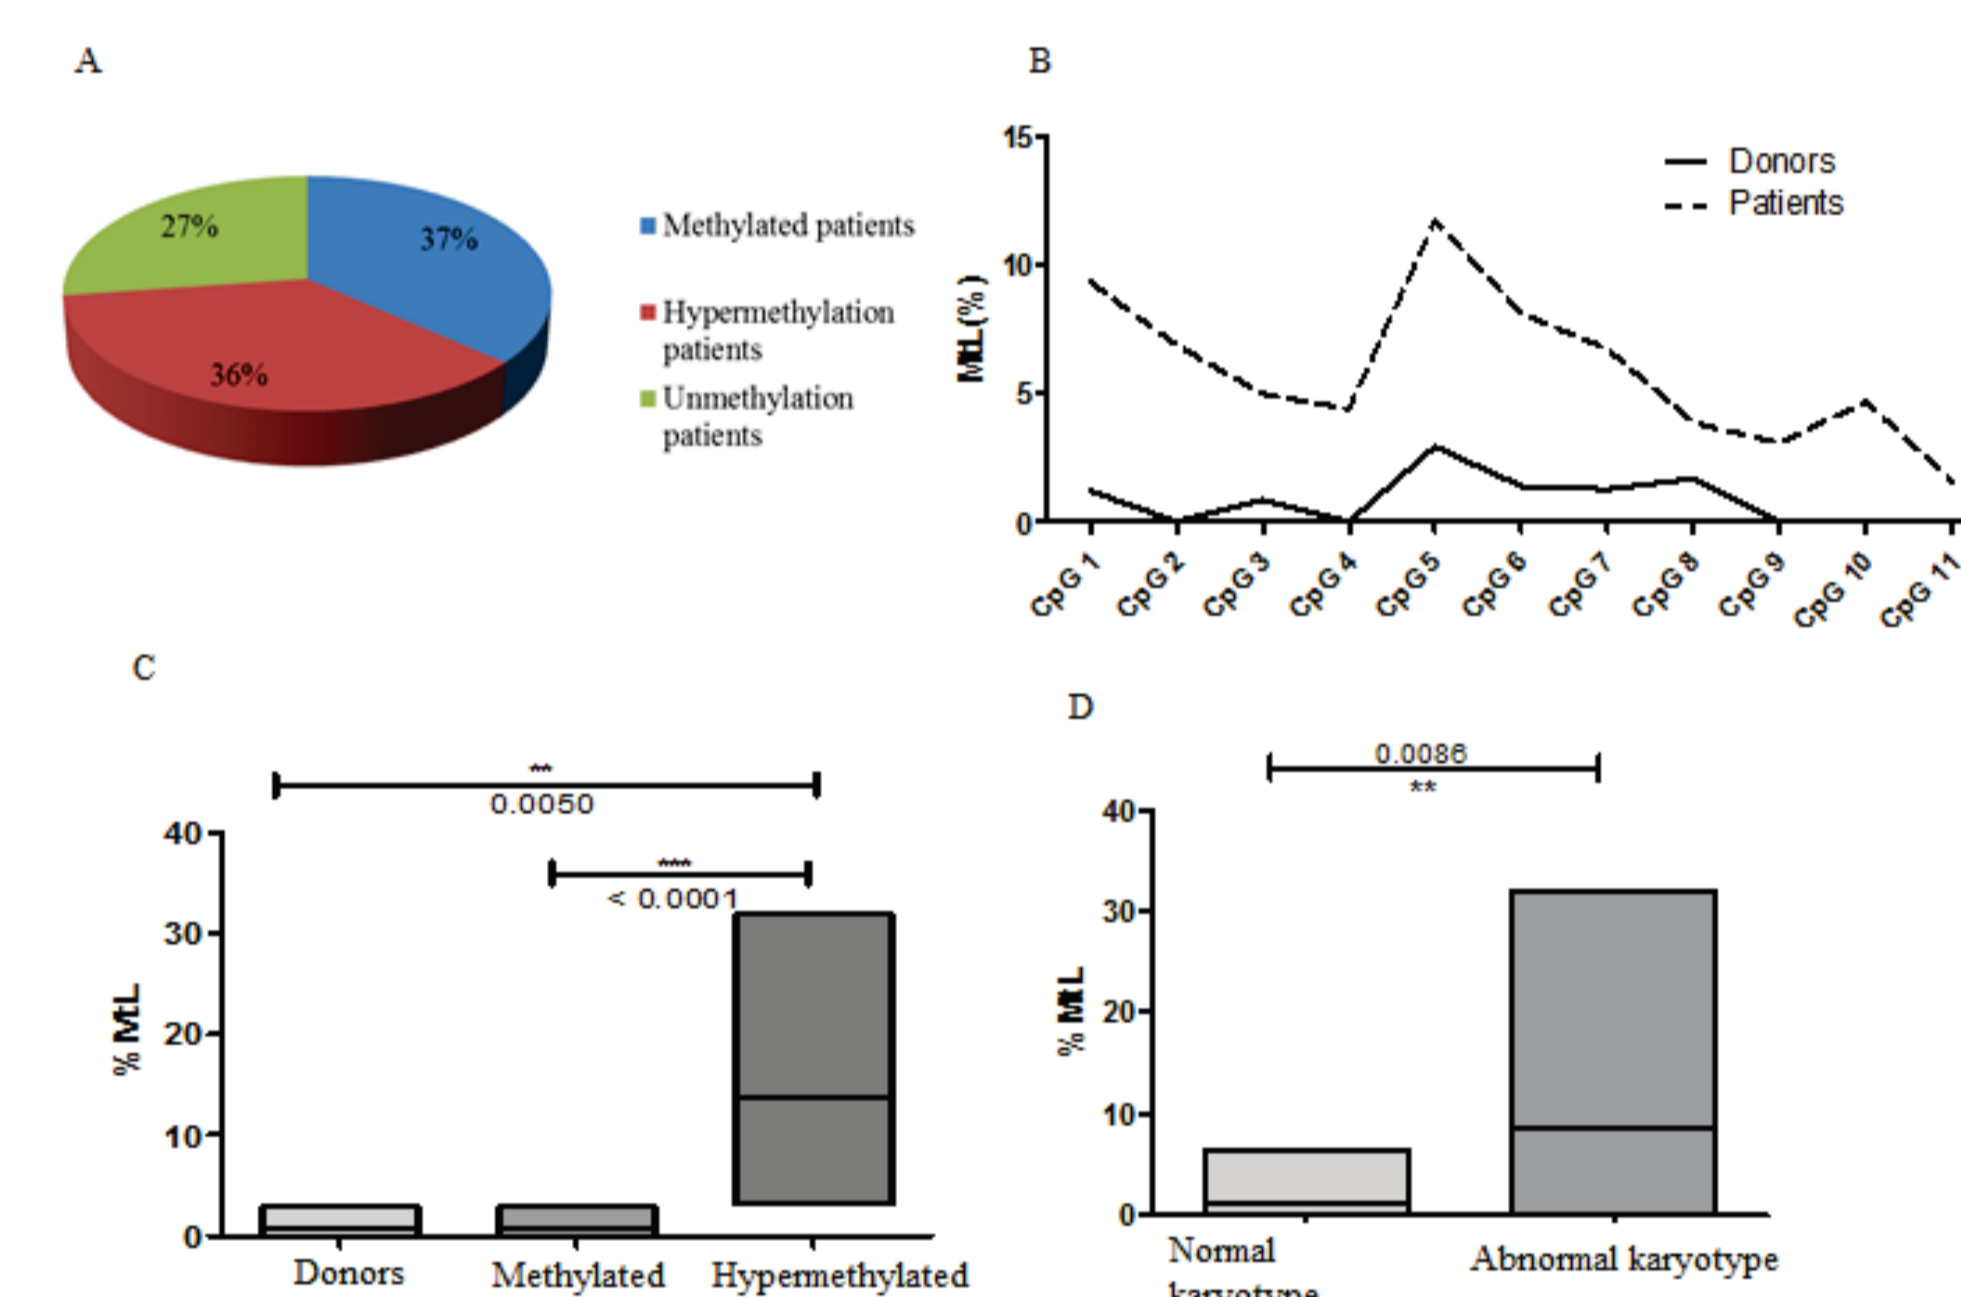 A
27%
37%
36%
Methylated patients
Hypermethylation
patients
Unmethylation
patients
B
15
10
5
0
MtL(%)
Donors
Patients
CpG 1
CpG 2
CpG 3
CpG 4
CpG 5
CpG 6
CpG 7
CpG 8
CpG 9
CpG 10
CpG 11
C
**
0.0050
***
< 0.0001
40
30
20
10
0
% MtL
Donors
Methylated
Hypermethylated
D
0.0086
**
40
30
20
10
0
% MtL
Normal
karyotype
Abnormal karyotype